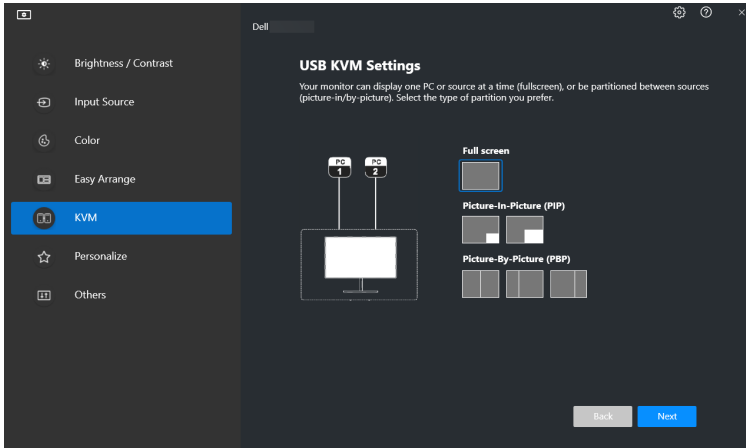 Dell
Brightness / Contrast
Input Source
Color
Easy Arrange
KVM
Personalize
Others
USB KVM Settings
Your monitor can display one PC or source at a time (fullscreen), or be partitioned between sources
(picture-in/by-picture). Select the type of partition you prefer.
PC
1
PC
2
Full screen
Picture-In-Picture (PIP)
Picture-By-Picture (PBP)
Back
Next